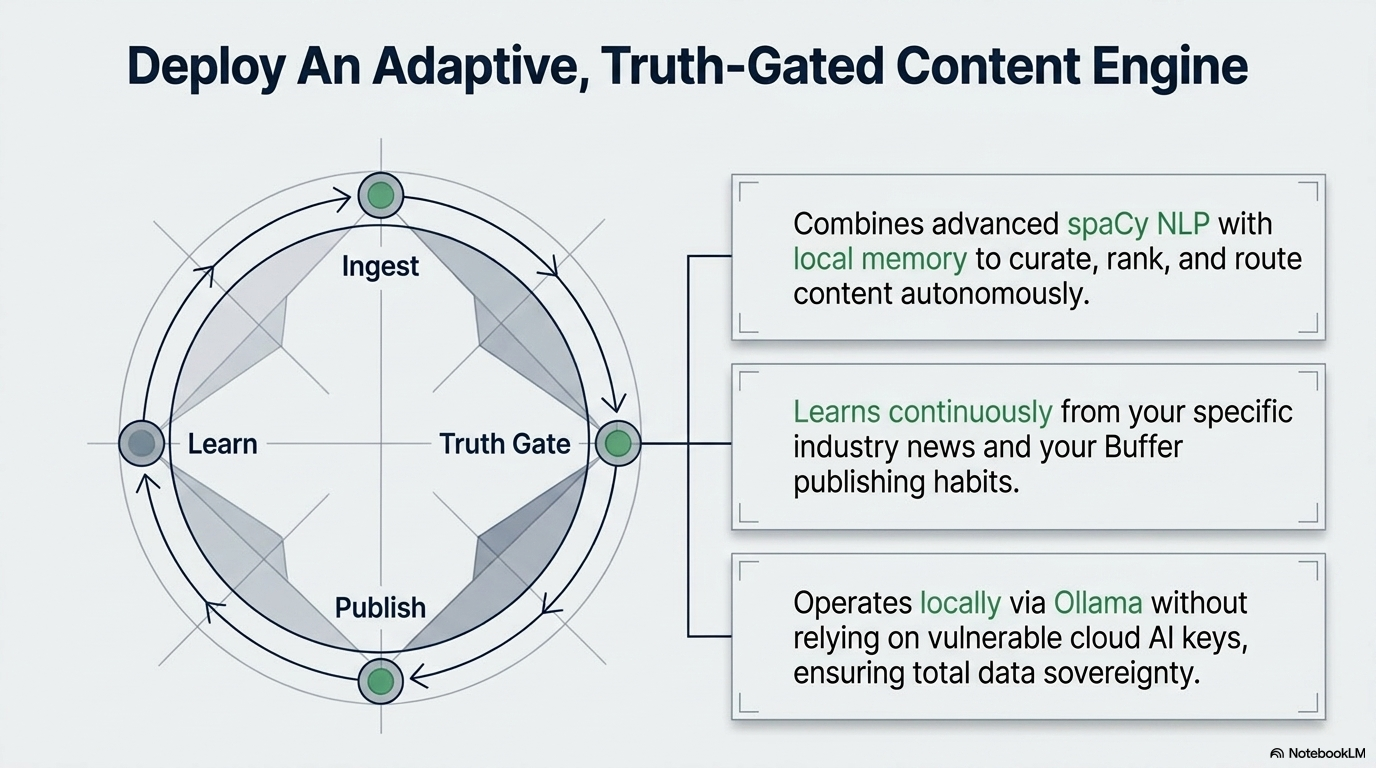 Deploy An Adaptive, Truth-Gated Content Engine
Ingest
Learn
Truth Gate
Publish
Combines advanced spaCy NLP with
local memory to curate, rank, and route
content autonomously.
Learns continuously from your specific
industry news and your Buffer
publishing habits.
Operates locally via Ollama without
relying on vulnerable cloud AI keys,
ensuring total data sovereignty.
NotebookLM